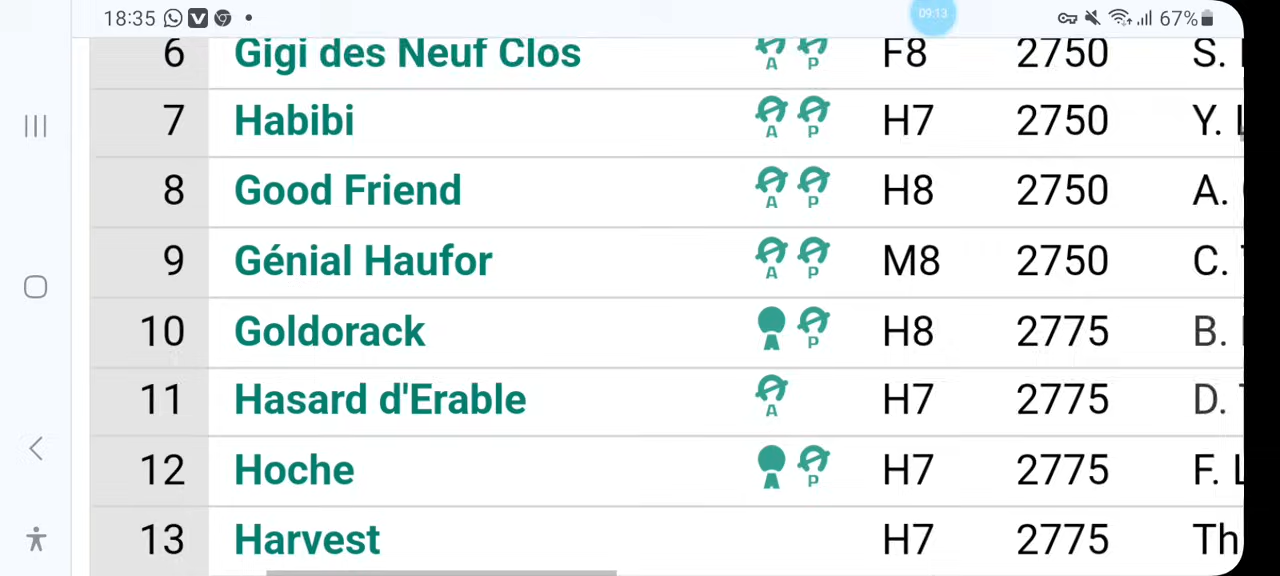 18:35 09:13 67%
6 Gigi des Neuf Clos A P F8 2750 S.
7 Habibi A P H7 2750 Y. L
8 Good Friend A P H8 2750 A.
9 Génial Haufor A P M8 2750 C.
10 Goldorack A P H8 2775 B.
11 Hasard d'Erable A H7 2775 D.
12 Hoche A P H7 2775 F. L
13 Harvest H7 2775 Th